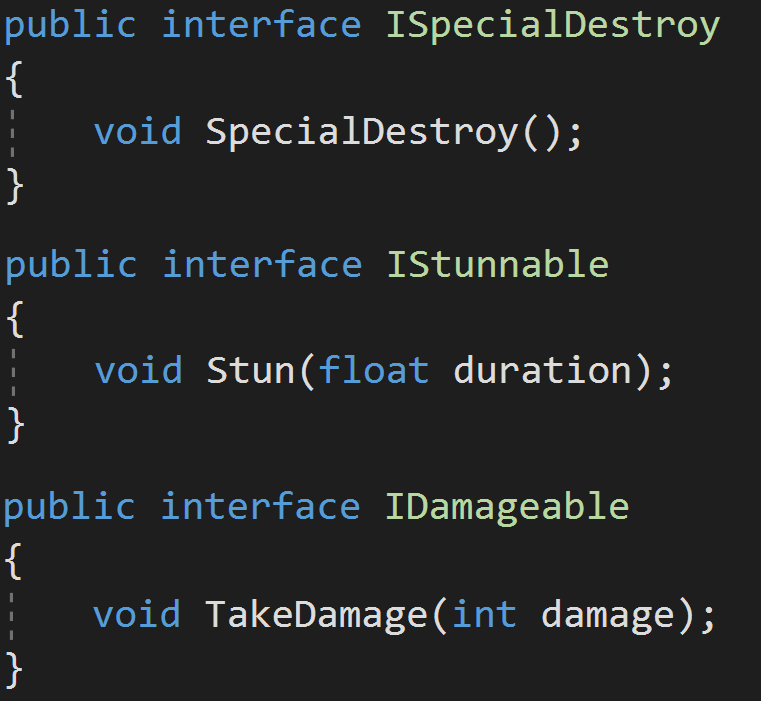 public interface ISpecialDestroy
{
    void SpecialDestroy();
}
public interface IStunnable
{
    void Stun(float duration);
}
public interface IDamageable
{
    void TakeDamage(int damage);
}